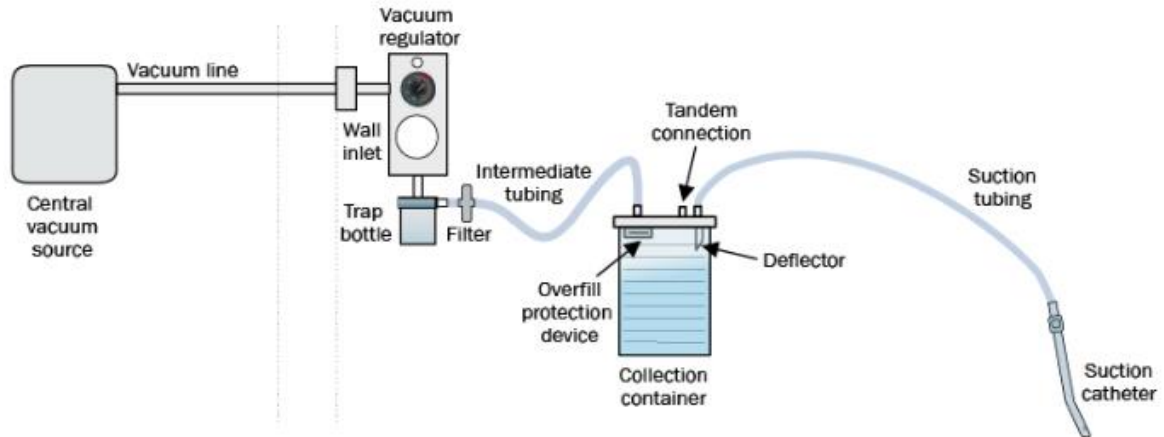 Vacuum
regulator
Vacuum line
Wall
inlet
Central
vacuum
source
Trap
bottle
Filter
Intermediate
tubing
Tandem
connection
Suction
tubing
Overfill
protection
device
Deflector
Collection
container
Suction
catheter